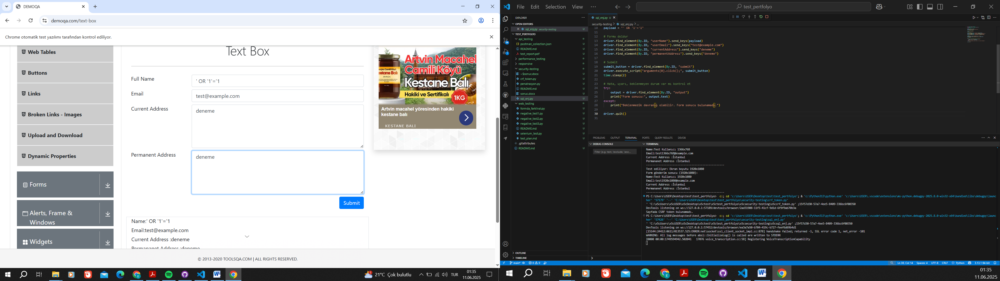 DEMOQA
demoqa.com/text-box
Chrome otomatik test yazılımı tarafından kontrol ediliyor.
Web Tables
Buttons
Links
Broken Links - Images
Upload and Download
Dynamic Properties
Forms
Alerts, Frame &
Windows
Widgets
Text Box
Full Name
' OR '1'='1
Email
test@example.com
Current Address
deneme
Permanent Address
deneme
Submit
Name:' OR '1'='1
Email:test@example.com
Current Address :deneme
Permananet Address :deneme
Artvin Macahel
Camili Köyü
Kestane Balı
Hakiki ve Sertifikalı
1KG
Artvin macahel yöresinden hakiki
kestane balı
KESTANE BALI
© 2013-2020 TOOLSQA.COM | ALL RIGHTS RESERVED.
21°C Çok bulutlu
TUR
01:35
11.06.2025
File Edit Selection View
test_pertfolyo
EXPLORER
OPEN EDITORS
sql_enj.py security-testing U
TEST_PERTFOLYO
api_testing
postman_collection.json U
README.md U
test_report.pdf U
performance_testing
responsive
security-testing
~$sonuc.docx U
crf_token.py U
penatrasyon.py U
README.md U
sonuc.docx U
sql_enj.py U
web_testing
formda_farklival.py U
negative_test1.py U
negative_test2.py U
negative_test3.py U
README.md U
selenium_test.py U
test_plan.md U
.gitattributes
README.md U
OUTLINE
TIMELINE
sql_enj.py U
security-testing > sql_enj.py > ...
10 payload = "' OR '1'='1"
11
12 # Formu doldur
13 driver.find_element(By.ID, "userName").send_keys(payload)
14 driver.find_element(By.ID, "userEmail").send_keys("test@example.com")
15 driver.find_element(By.ID, "currentAddress").send_keys("deneme")
16 driver.find_element(By.ID, "permanentAddress").send_keys("deneme")
17
18 # Submit
19 submit_button = driver.find_element(By.ID, "submit")
20 driver.execute_script("arguments[0].click();", submit_button)
21 time.sleep(2)
22
23 # Hata, uyarı, beklenmeyen durum var mı kontrol et
24 try:
25 output = driver.find_element(By.ID, "output")
26 print("Form sonucu:", output.text)
27 except:
28 print("Beklenmedik davranış olabilir. Form sonucu bulunamadı.")
29
30 driver.quit()
31
PROBLEMS OUTPUT TERMINAL PORTS QUERY RESULTS DEVDB
DEBUG CONSOLE
Filter (e.g. text, !exclude, \esc...
TERMINAL
Name:Test Kullanıcı 1366x768
Email:test1366x768@example.com
Current Address :İstanbul
Permananet Address :İstanbul
--------------------------------------------------
Test ediliyor: Ekran boyutu 1920x1080
Form gönderim sonucu (1920x1080):
Name:Test Kullanıcı 1920x1080
Email:test1920x1080@example.com
Current Address :İstanbul
Permananet Address :İstanbul
--------------------------------------------------
PS C:\Users\USER\Desktop\test\test_pertfolyo> c:; cd 'c:\Users\USER\Desktop\test\test_pertfolyo'; & 'c:\Python313\python.exe' 'c:\Users\USER\.vscode\extensions\ms-python.debugpy-2025.8.0-win32-x64\bundled\libs\debugpy\launc
her' '57179' '--' 'C:\Users\USER\Desktop\test\test_pertfolyo\security-testing\crf_token.py'
' 'C:\x5cUsers\x5cUSER\x5cDesktop\x5ctest\x5ctest_pertfolyo\x5csecurity-testing\x5ccrf_token.py' ;15f57d30-57a7-4ee5-8409-336bc6f00350
DevTools listening on ws://127.0.0.1:57189/devtools/browser/2ad31908-11f5-41cf-9d1d-6f9f9ab70b3a
Sayfada CSRF token bulunamadı.
PS C:\Users\USER\Desktop\test\test_pertfolyo> c:; cd 'c:\Users\USER\Desktop\test\test_pertfolyo'; & 'c:\Python313\python.exe' 'c:\Users\USER\.vscode\extensions\ms-python.debugpy-2025.8.0-win32-x64\bundled\libs\debugpy\launc
her' '57426' '--' 'C:\Users\USER\Desktop\test\test_pertfolyo\security-testing\sql_enj.py'
' 'C:\x5cUsers\x5cUSER\x5cDesktop\x5ctest\x5ctest_pertfolyo\x5csecurity-testing\x5csql_enj.py' ;15f57d30-57a7-4ee5-8409-336bc6f00350
DevTools listening on ws://127.0.0.1:57452/devtools/browser/ea3a7a50-b704-419c-b727-feef6d69b4d1
[15144:24412:0611/013537.525:ERROR:net\socket\ssl_client_socket_impl.cc:878] handshake failed; returned -1, SSL error code 1, net_error -101
WARNING: All log messages before absl::InitializeLog() is called are written to STDERR
I0000 00:00:1749594942.502041 17076 voice_transcription.cc:58] Registering VoiceTranscriptionCapability
main* 0 0
Ln 30, Col 14 Spaces: 4 UTF-8 CRLF Python 3.13.1 64-bit
01:35
11.06.2025